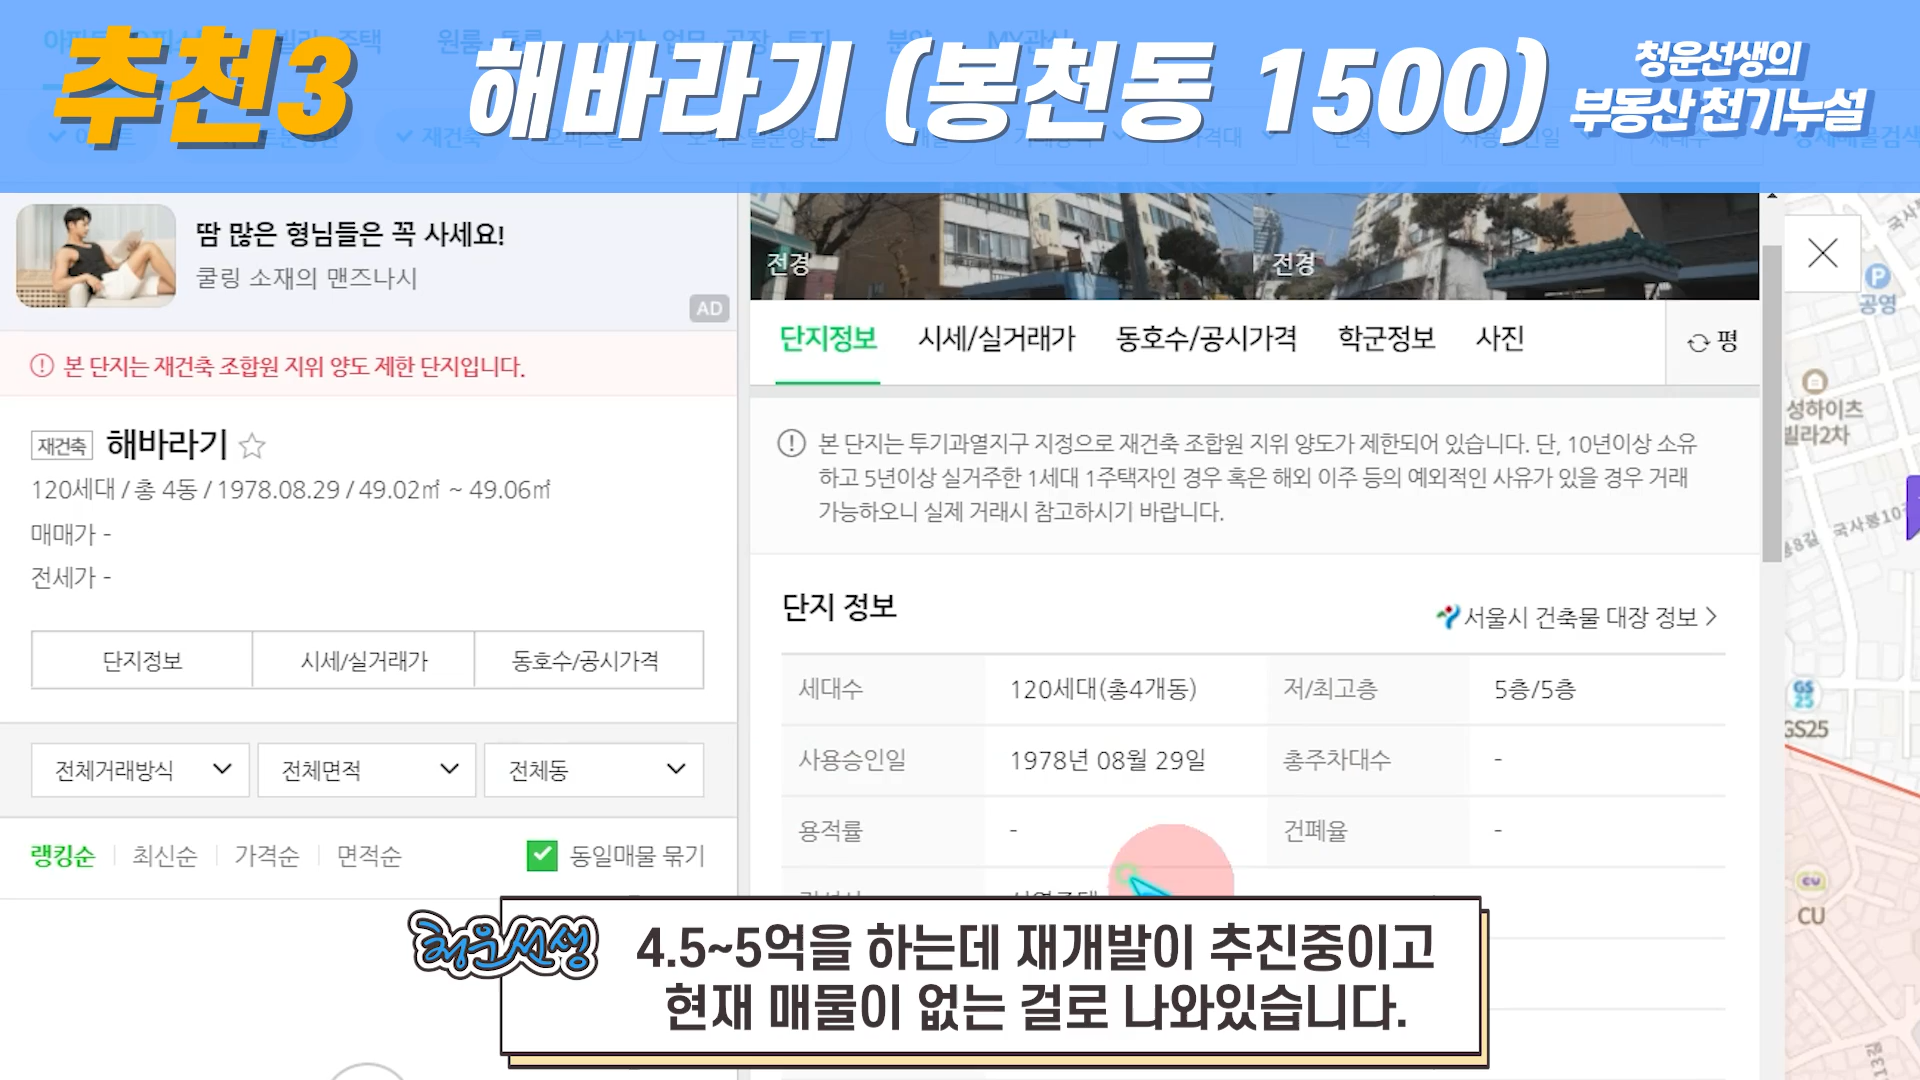 추천3 해바라기 (봉천동 1500)
청운선생의
부동산 천기누설
땀 많은 형님들은 꼭 사세요!
쿨링 소재의 맨즈나시
AD
본 단지는 재건축 조합원 지위 양도 제한 단지입니다.
재건축 해바라기
120세대 / 총 4동 / 1978.08.29 / 49.02㎡ ~ 49.06㎡
매매가 -
전세가 -
단지정보 시세/실거래가 동호수/공시가격
전체거래방식 전체면적 전체동
랭킹순 최신순 가격순 면적순 동일매물 묶기
전경 전경
단지정보 시세/실거래가 동호수/공시가격 학군정보 사진 평
본 단지는 투기과열지구 지정으로 재건축 조합원 지위 양도가 제한되어 있습니다. 단, 10년이상 소유
하고 5년이상 실거주한 1세대 1주택자인 경우 혹은 해외 이주 등의 예외적인 사유가 있을 경우 거래
가능하오니 실제 거래시 참고하시기 바랍니다.
단지 정보
서울시 건축물 대장 정보
세대수 120세대(총4개동) 저/최고층 5층/5층
사용승인일 1978년 08월 29일 총주차대수 -
용적률 - 건폐율 -
P
공영
성하이츠
빌라2차
국사봉10
GS25
GS25
CU
CU
청운선생
4.5~5억을 하는데 재개발이 추진중이고
현재 매물이 없는 걸로 나와있습니다.